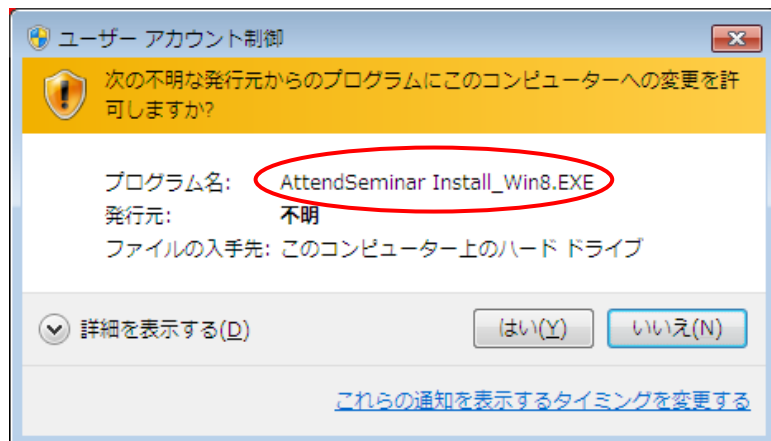 ユーザー アカウント制御
次の不明な発行元からのプログラムにこのコンピューターへの変更を許
可しますか?
プログラム名: AttendSeminar Install_Win8.EXE
発行元: 不明
ファイルの入手先: このコンピューター上のハード ドライブ
詳細を表示する(D) はい(Y) いいえ(N)
これらの通知を表示するタイミングを変更する